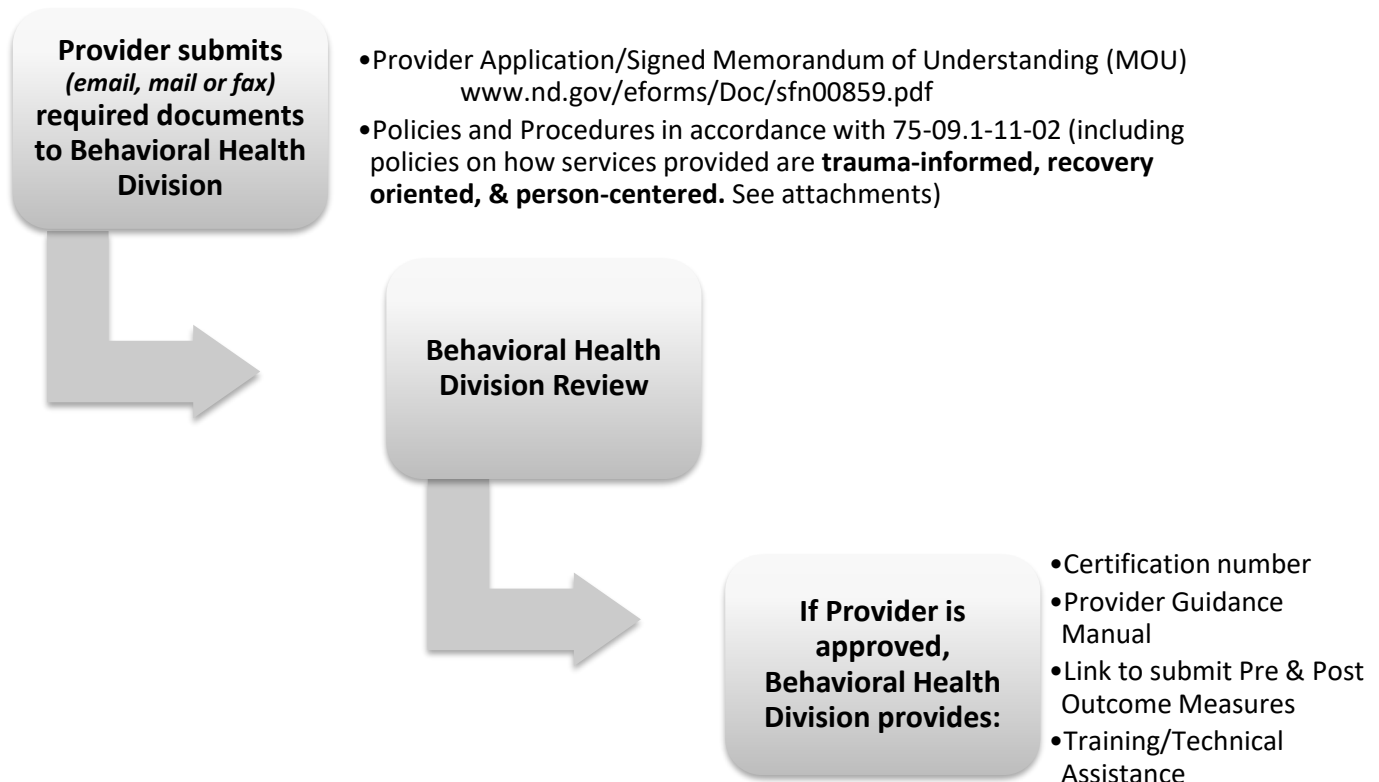 Provider submits
(email, mail or fax)
required documents
to Behavioral Health
Division
•Provider Application/Signed Memorandum of Understanding (MOU)
www.nd.gov/eforms/Doc/sfn00859.pdf
•Policies and Procedures in accordance with 75-09.1-11-02 (including
policies on how services provided are trauma-informed, recovery
oriented, & person-centered. See attachments)
Behavioral Health
Division Review
If Provider is
approved,
Behavioral Health
Division provides:
•Certification number
•Provider Guidance
Manual
•Link to submit Pre & Post
Outcome Measures
•Training/Technical
Assistance